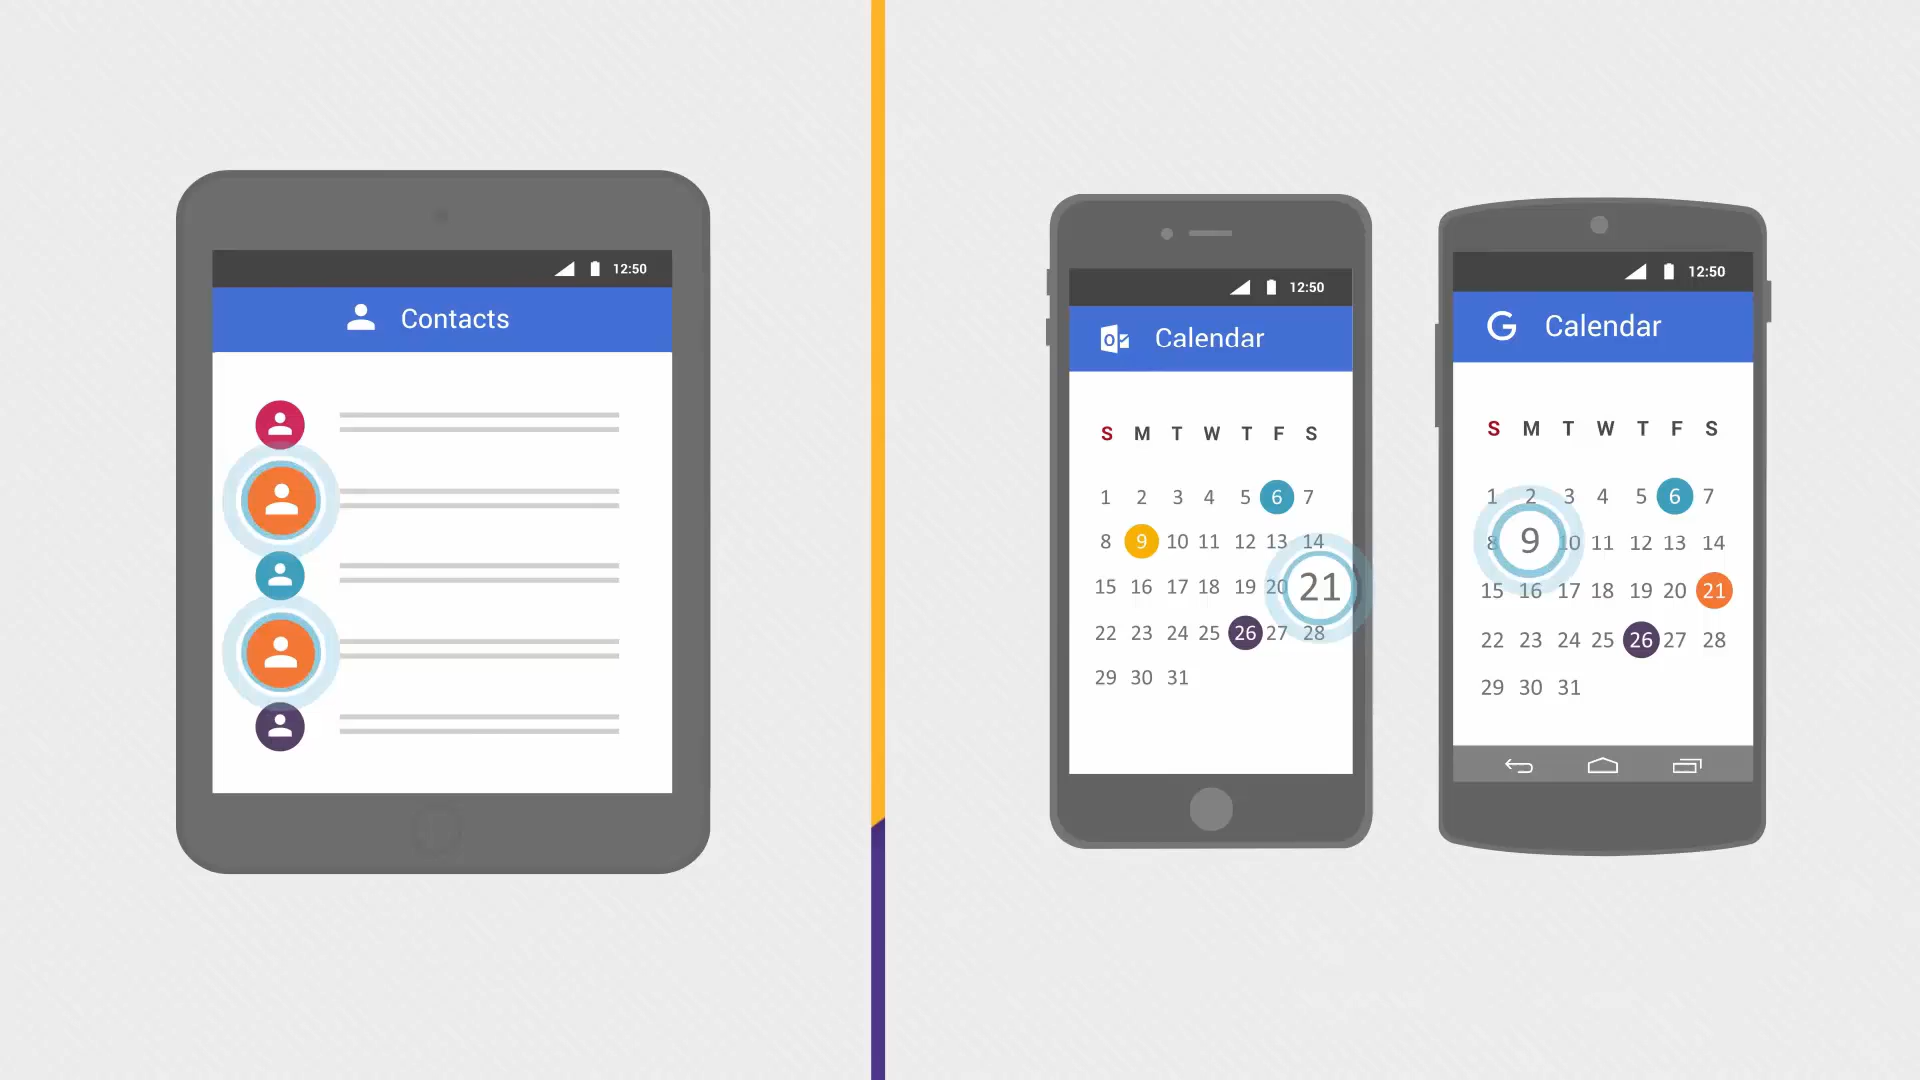 12:50
Contacts
12:50
Calendar
S M T W T F S
1 2 3 4 5 6 7
8 9 10 11 12 13 14
15 16 17 18 19 20 21
22 23 24 25 26 27 28
29 30 31
12:50
G Calendar
S M T W T F S
1 2 3 4 5 6 7
8 9 10 11 12 13 14
15 16 17 18 19 20 21
22 23 24 25 26 27 28
29 30 31